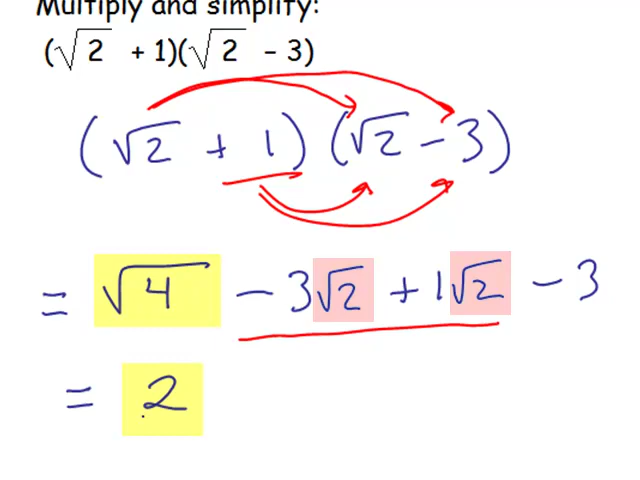 Multiply and simplify:
(√2 + 1)(√2 - 3)
(√2 + 1)(√2 - 3)
= √4 - 3√2 + 1√2 - 3
= 2